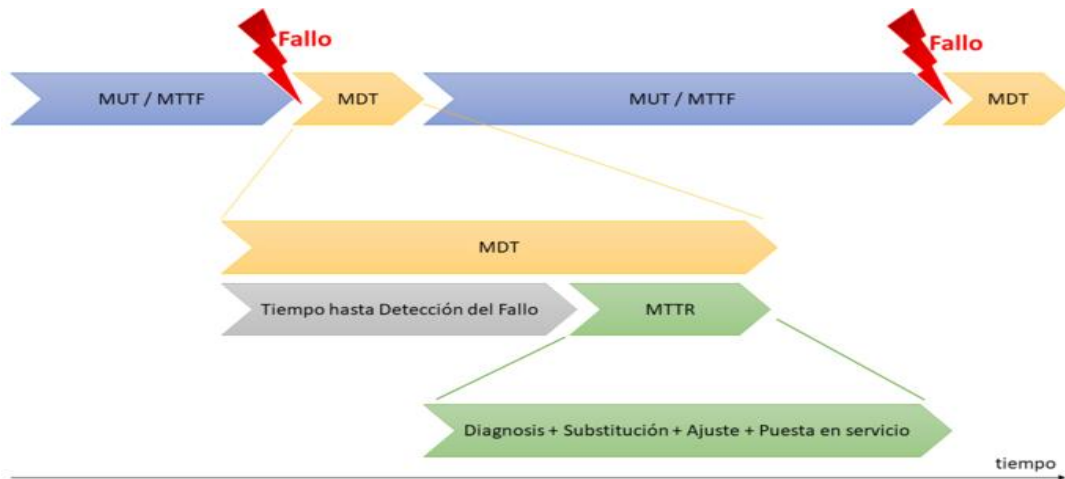 Fallo
Fallo
MUT / MTTF
MDT
MUT / MTTF
MDT
MDT
Tiempo hasta Detección del Fallo
MTTR
Diagnosis + Substitución + Ajuste + Puesta en servicio
tiempo